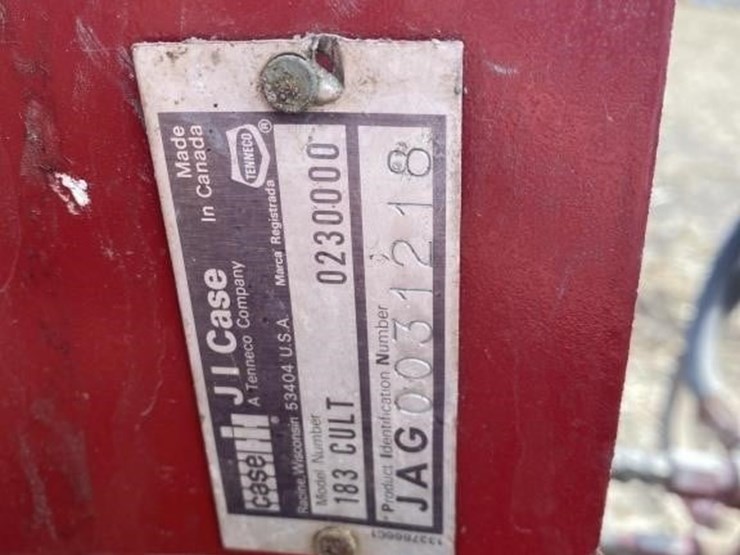 case IH
J I Case
A Tenneco Company
Made
In Canada
TENNECO
®
Racine, Wisconsin 53404 U.S.A.
Marca Registrada
Model Number
183 CULT 0230000
Product Identification Number
JAG0031218